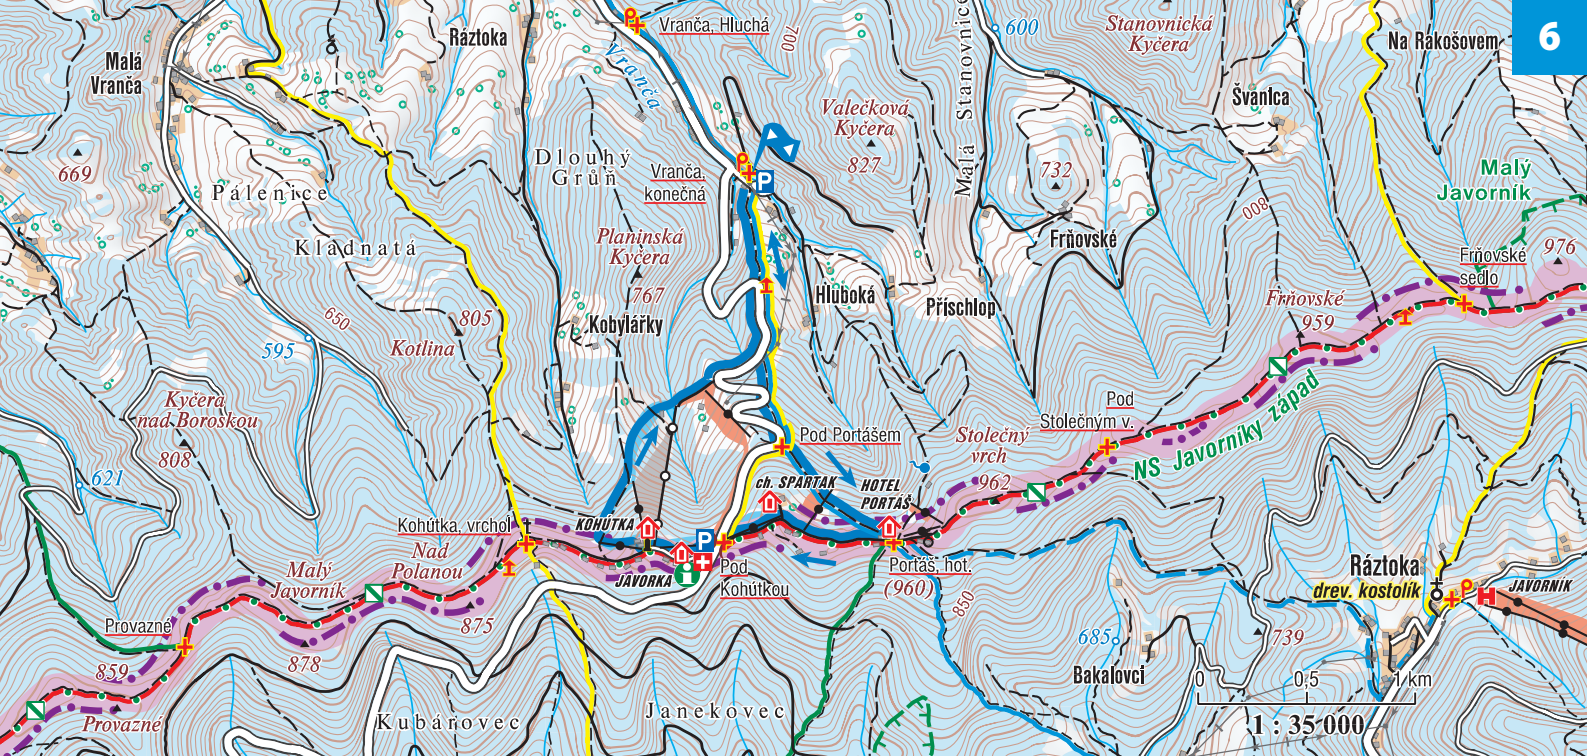 6
Vranča, Hluchá
700
600
Stanovnická
Kyčera
Na Rakošovem
Ráztoka
Malá
Vranča
Vranča
Malá Stanovnice
Švanica
Valečková
Kyčera
827
Dlouhý
Grůň
Vranča,
konečná
P
669
Pálenice
732
Malý
Javorník
800
Kladnatá
Planinská
Kyčera
767
Frňovské
Frňovské
sedlo
976
Hluboká
Příschlop
Frňovské
959
650
805
Kobylářky
595
Kotlina
Kyčera
nad Boroskou
808
Pod
Stolečným v.
NS Javorníky západ
Pod Portášem
Stolečný
vrch
962
621
ch. SPARTAK
HOTEL
PORTÁŠ
Kohútka, vrchol
KOHÚTKA
P
Nad
Polanou
JAVORKA
Pod
Kohútkou
Portáš, hot.
(960)
850
Malý
Javorník
875
Ráztoka
drev. kostolík
JAVORNÍK
H
Provazné
859
878
685
739
Bakalovci
Provazné
Kubárovec
Janekovec
0
0,5
1 km
1 : 35 000